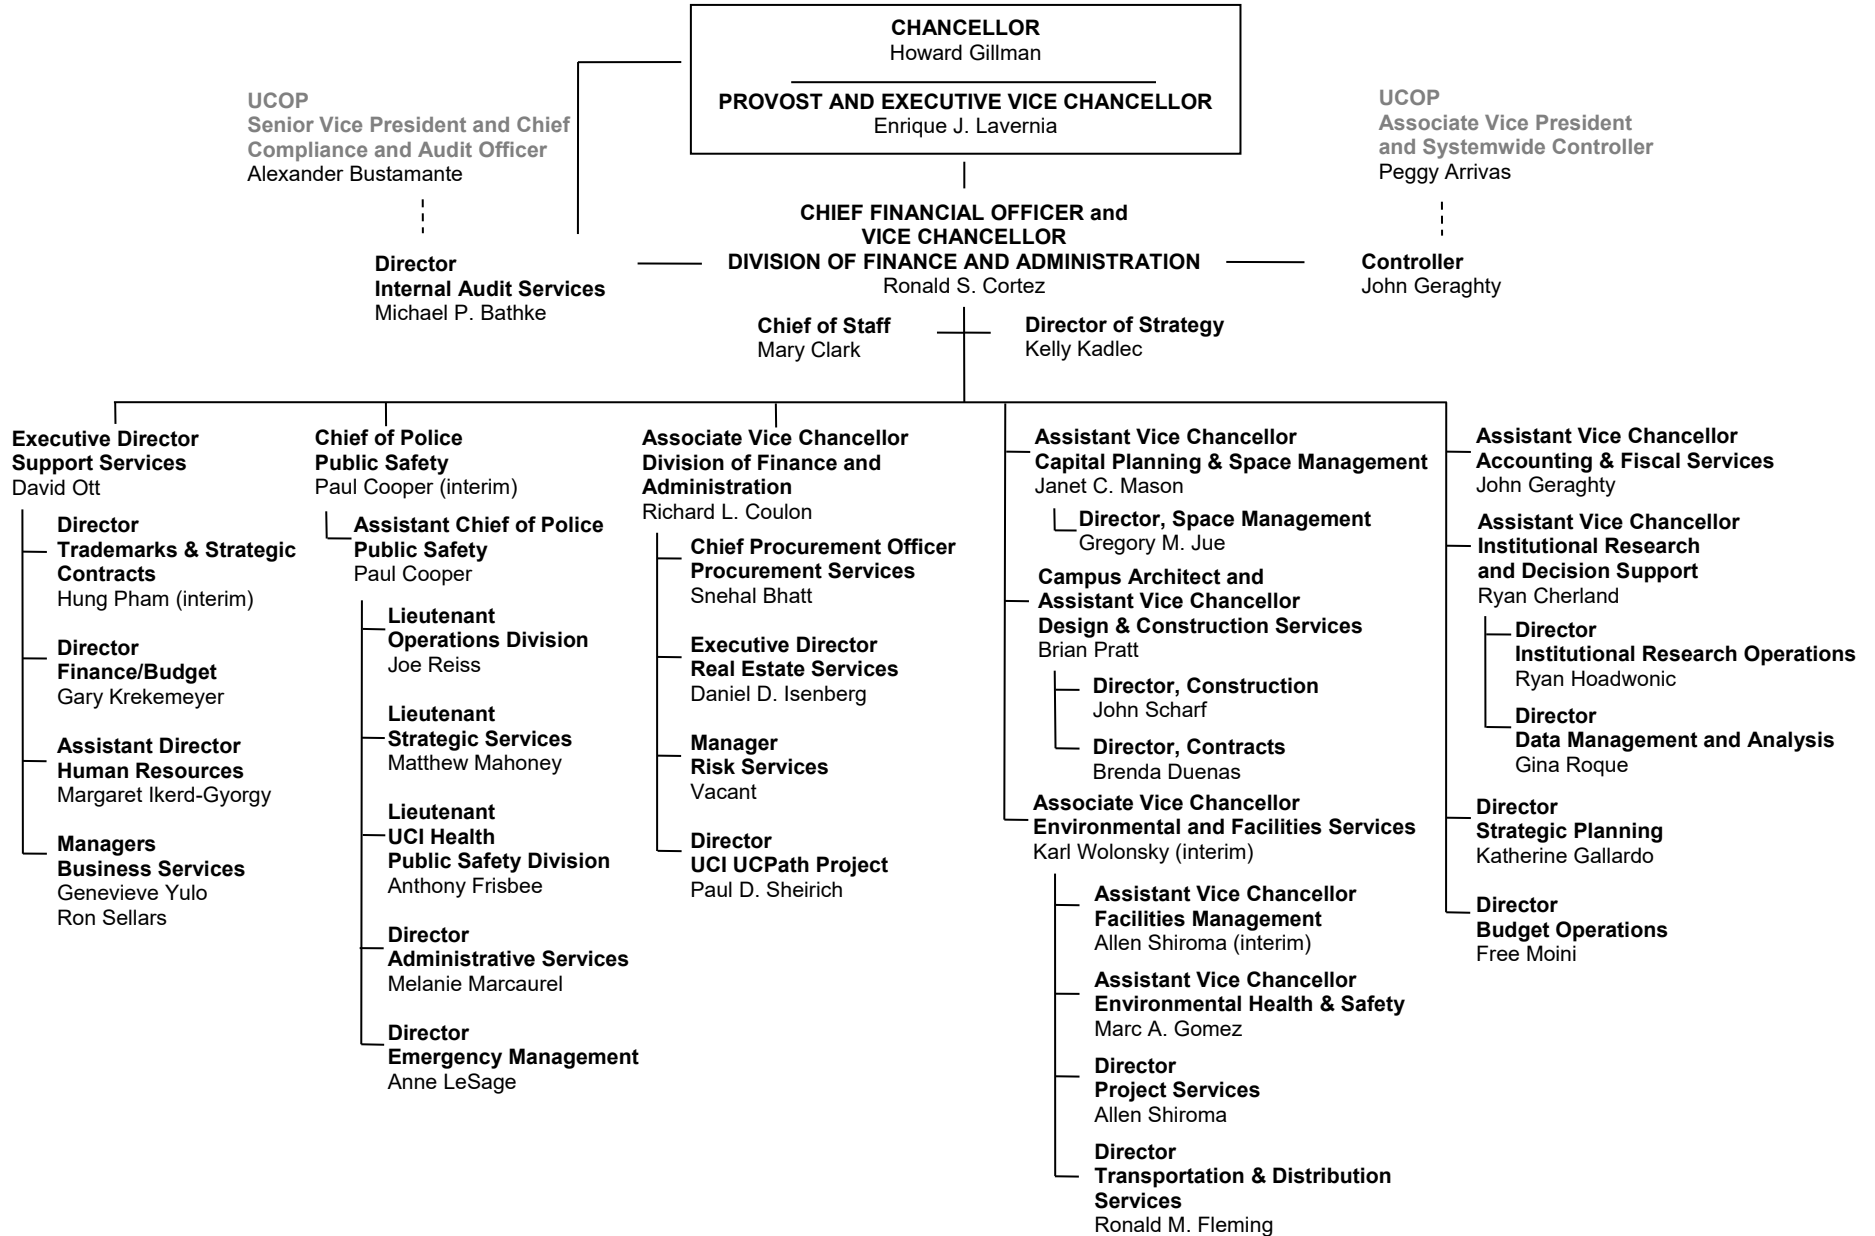 CHANCELLOR
Howard Gillman
PROVOST AND EXECUTIVE VICE CHANCELLOR
Enrique J. Lavernia
UCOP
Senior Vice President and Chief
Compliance and Audit Officer
Alexander Bustamante
UCOP
Associate Vice President
and Systemwide Controller
Peggy Arrivas
CHIEF FINANCIAL OFFICER and
VICE CHANCELLOR
DIVISION OF FINANCE AND ADMINISTRATION
Ronald S. Cortez
Director
Internal Audit Services
Michael P. Bathke
Controller
John Geraghty
Chief of Staff
Mary Clark
Director of Strategy
Kelly Kadlec
Executive Director
Support Services
David Ott
Director
Trademarks & Strategic
Contracts
Hung Pham (interim)
Director
Finance/Budget
Gary Krekemeyer
Assistant Director
Human Resources
Margaret Ikerd-Gyorgy
Managers
Business Services
Genevieve Yulo
Ron Sellars
Chief of Police
Public Safety
Paul Cooper (interim)
Assistant Chief of Police
Public Safety
Paul Cooper
Lieutenant
Operations Division
Joe Reiss
Lieutenant
Strategic Services
Matthew Mahoney
Lieutenant
UCI Health
Public Safety Division
Anthony Frisbee
Director
Administrative Services
Melanie Marcaurel
Director
Emergency Management
Anne LeSage
Associate Vice Chancellor
Division of Finance and
Administration
Richard L. Coulon
Chief Procurement Officer
Procurement Services
Snehal Bhatt
Executive Director
Real Estate Services
Daniel D. Isenberg
Manager
Risk Services
Vacant
Director
UCI UCPath Project
Paul D. Sheirich
Assistant Vice Chancellor
Capital Planning & Space Management
Janet C. Mason
Director, Space Management
Gregory M. Jue
Campus Architect and
Assistant Vice Chancellor
Design & Construction Services
Brian Pratt
Director, Construction
John Scharf
Director, Contracts
Brenda Duenas
Associate Vice Chancellor
Environmental and Facilities Services
Karl Wolonsky (interim)
Assistant Vice Chancellor
Facilities Management
Allen Shiroma (interim)
Assistant Vice Chancellor
Environmental Health & Safety
Marc A. Gomez
Director
Project Services
Allen Shiroma
Director
Transportation & Distribution
Services
Ronald M. Fleming
Assistant Vice Chancellor
Accounting & Fiscal Services
John Geraghty
Assistant Vice Chancellor
Institutional Research
and Decision Support
Ryan Cherland
Director
Institutional Research Operations
Ryan Hoadwonic
Director
Data Management and Analysis
Gina Roque
Director
Strategic Planning
Katherine Gallardo
Director
Budget Operations
Free Moini